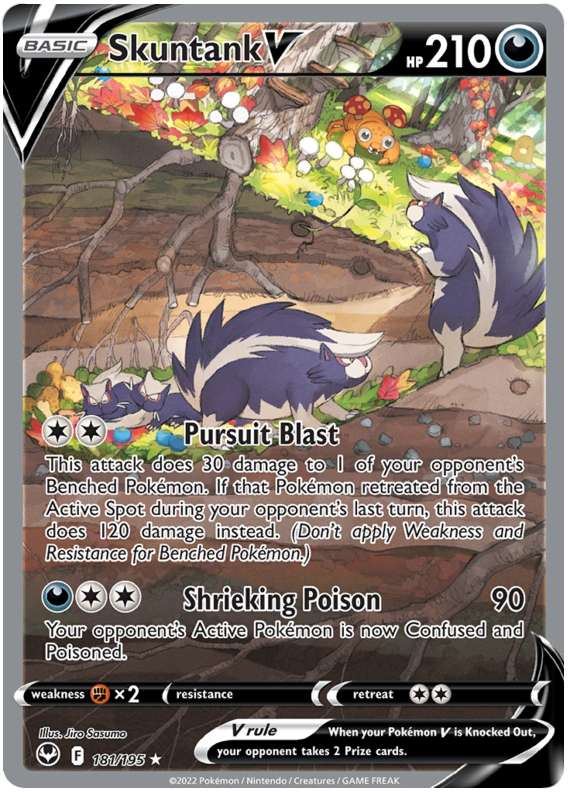 BASIC Skuntank V HP 210
Pursuit Blast
This attack does 30 damage to 1 of your opponent's
Benched Pokémon. If that Pokémon retreated from the
Active Spot during your opponent's last turn, this attack
does 120 damage instead. (Don't apply Weakness and
Resistance for Benched Pokémon.)
Shrieking Poison 90
Your opponent's Active Pokémon is now Confused and
Poisoned.
weakness ×2 resistance retreat
Illus. Jiro Sasumo
V rule When your Pokémon V is Knocked Out,
your opponent takes 2 Prize cards.
F 181/195 ★
©2022 Pokémon / Nintendo / Creatures / GAME FREAK